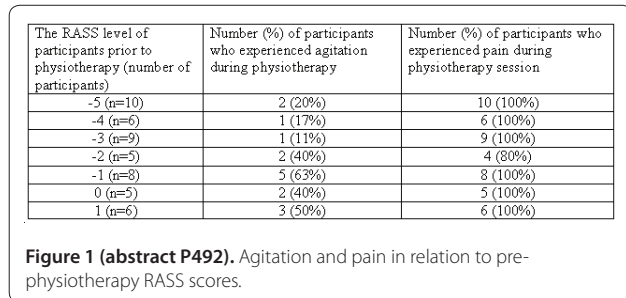 The RASS level of participants prior to physiotherapy (number of participants) Number (%) of participants who experienced agitation during physiotherapy Number (%) of participants who experienced pain during physiotherapy session
-5 (n=10) 2 (20%) 10 (100%)
-4 (n=6) 1 (17%) 6 (100%)
-3 (n=9) 1 (11%) 9 (100%)
-2 (n=5) 2 (40%) 4 (80%)
-1 (n=8) 5 (63%) 8 (100%)
0 (n=5) 2 (40%) 5 (100%)
1 (n=6) 3 (50%) 6 (100%)
Figure 1 (abstract P492). Agitation and pain in relation to pre-
physiotherapy RASS scores.